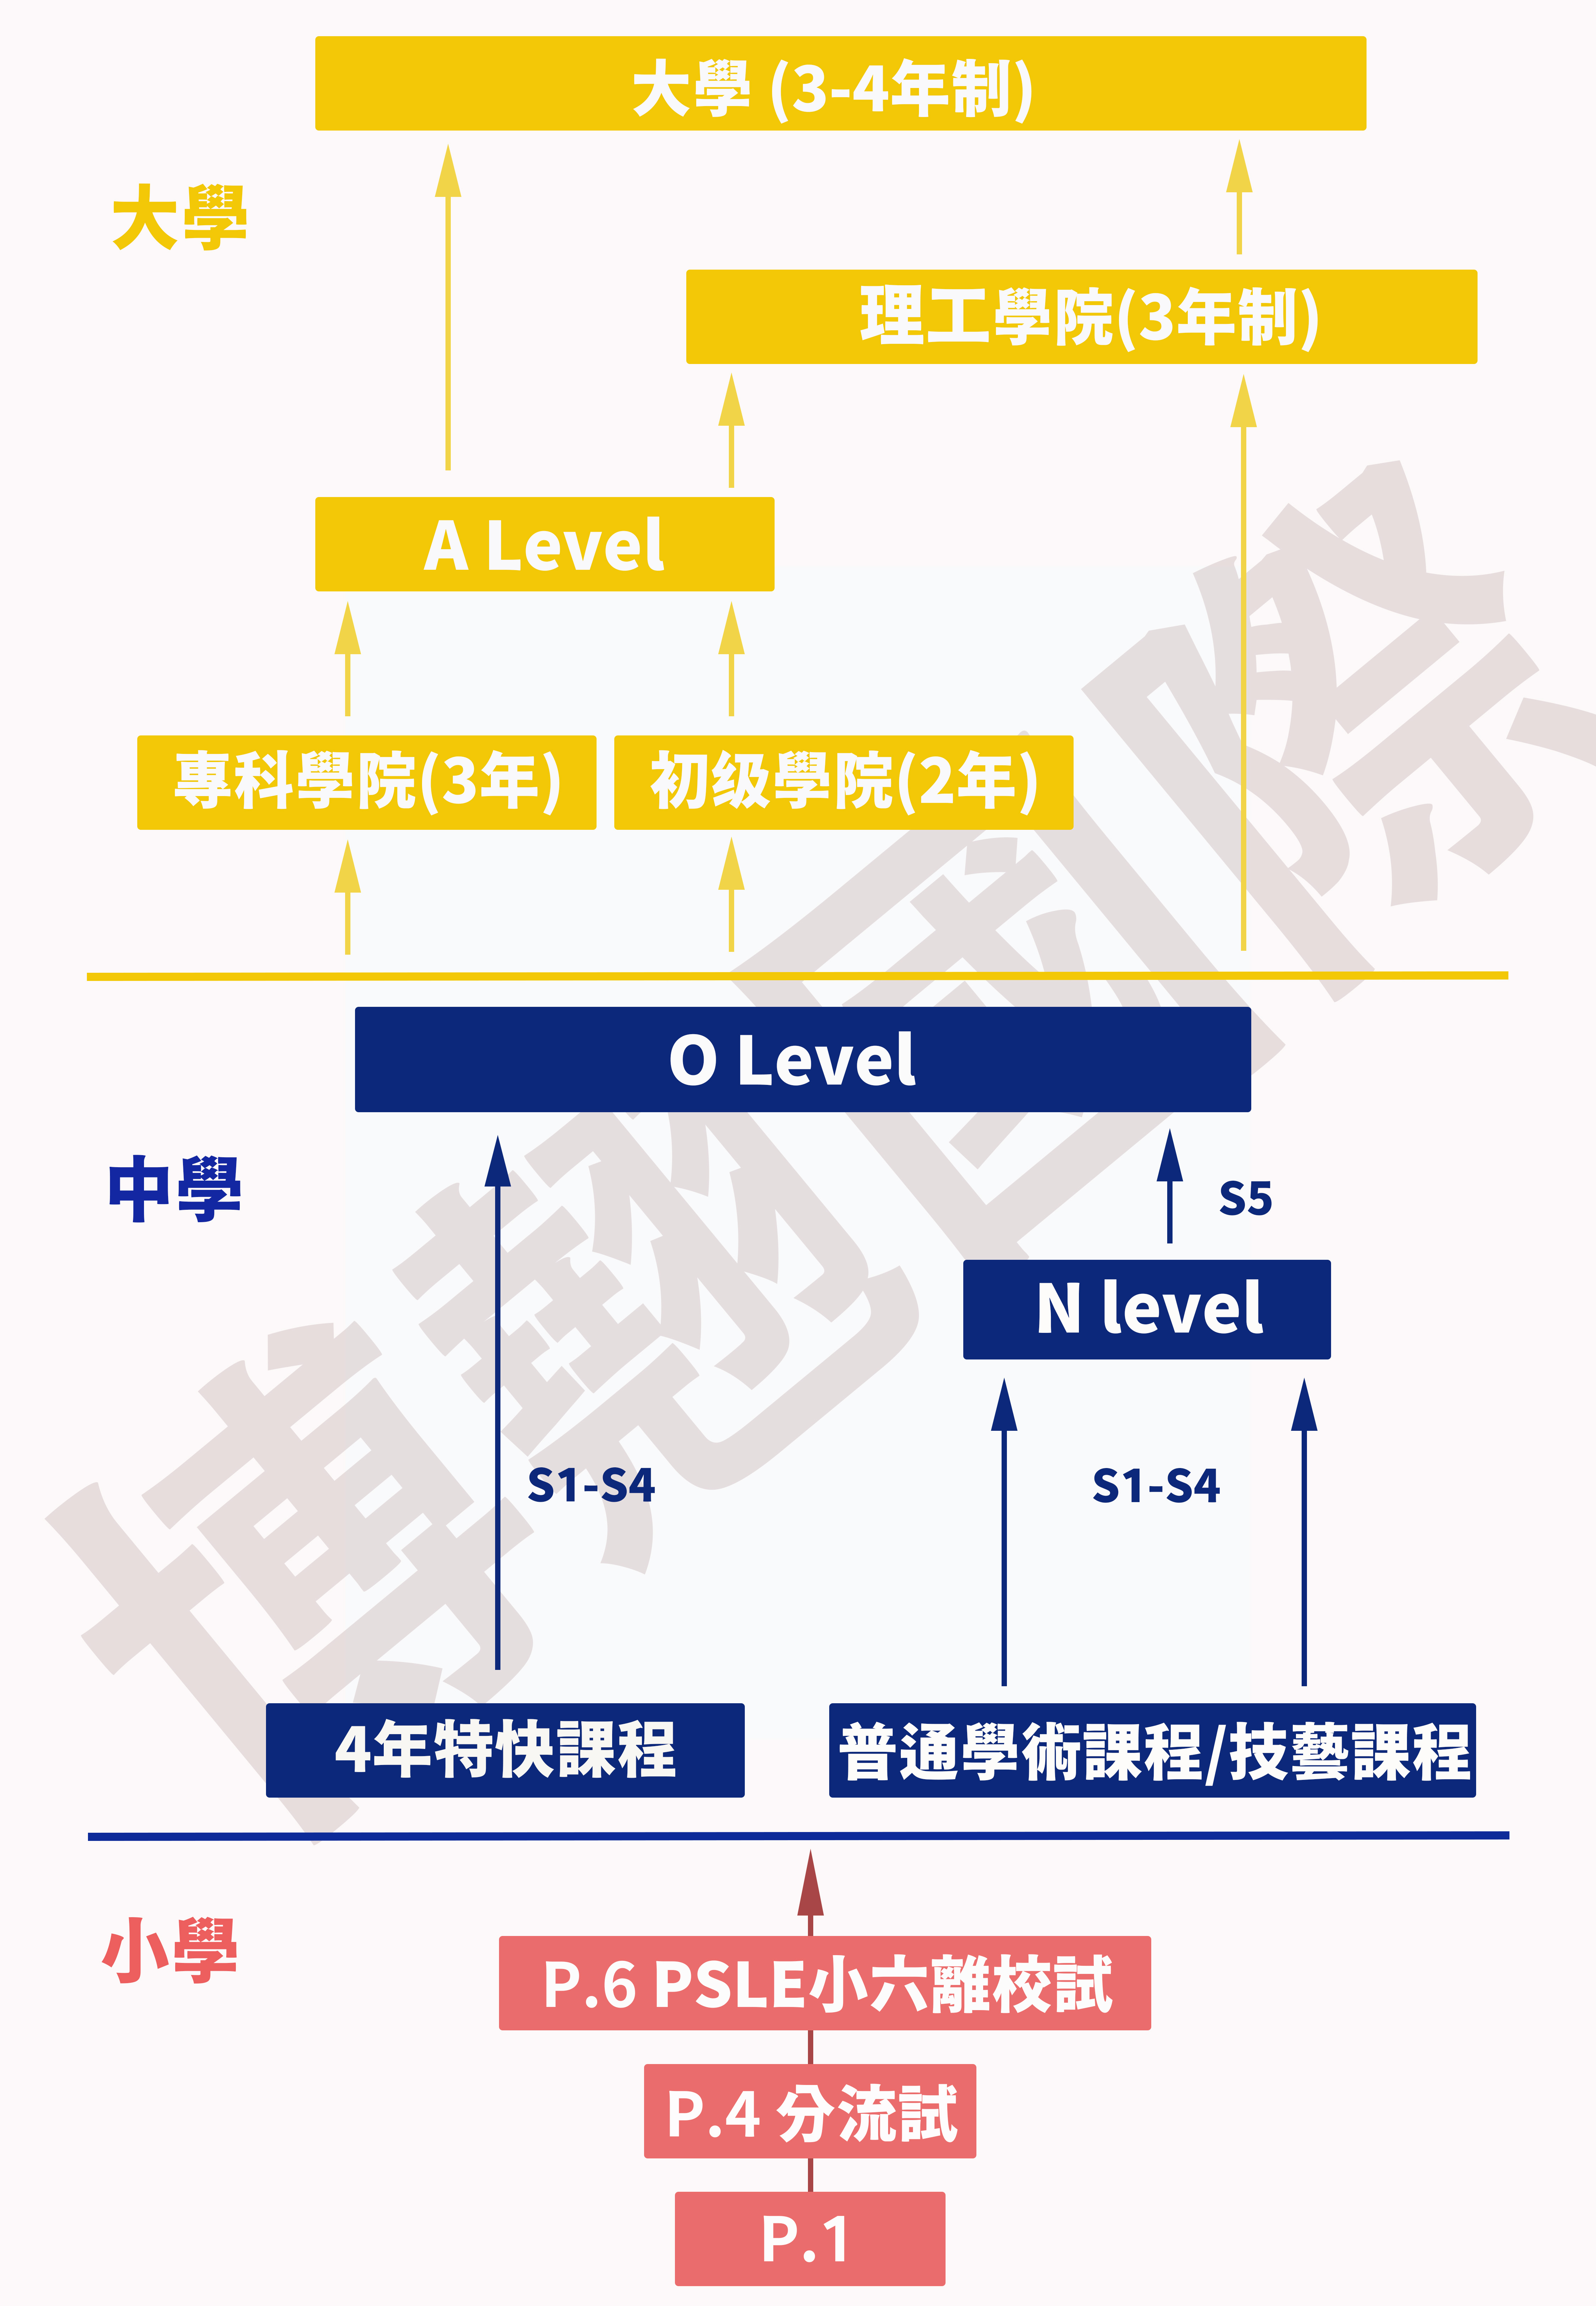 大學 (3-4年制)
大學
理工學院(3年制)
A Level
專科學院(3年)
初级學院(2年)
O Level
中學
S5
N level
S1-S4
S1-S4
4年特快課程
普通學術課程/技藝課程
小學
P.6 PSLE小六離校試
P.4 分流試
P.1
博藝國際